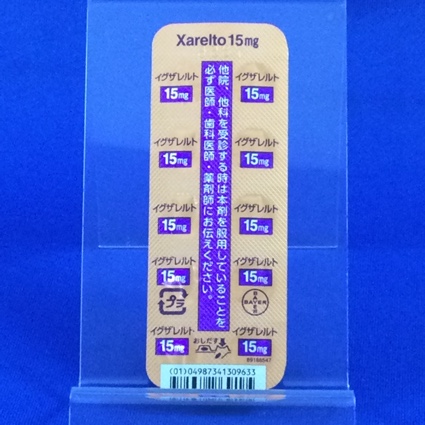 Xarelto 15mg
イグザレルト
15mg
イグザレルト
15mg
イグザレルト
15mg
イグザレルト
15mg
イグザレルト
15mg
イグザレルト
15mg
イグザレルト
15mg
イグザレルト
15mg
イグザレルト
15mg
イグザレルト
15mg
他院、他科を受診する時は本剤を服用していることを
必ず医師・歯科医師・薬剤師にお伝えください。
プラ
BAYER
BAYER
おしだす
(01)04987341309633